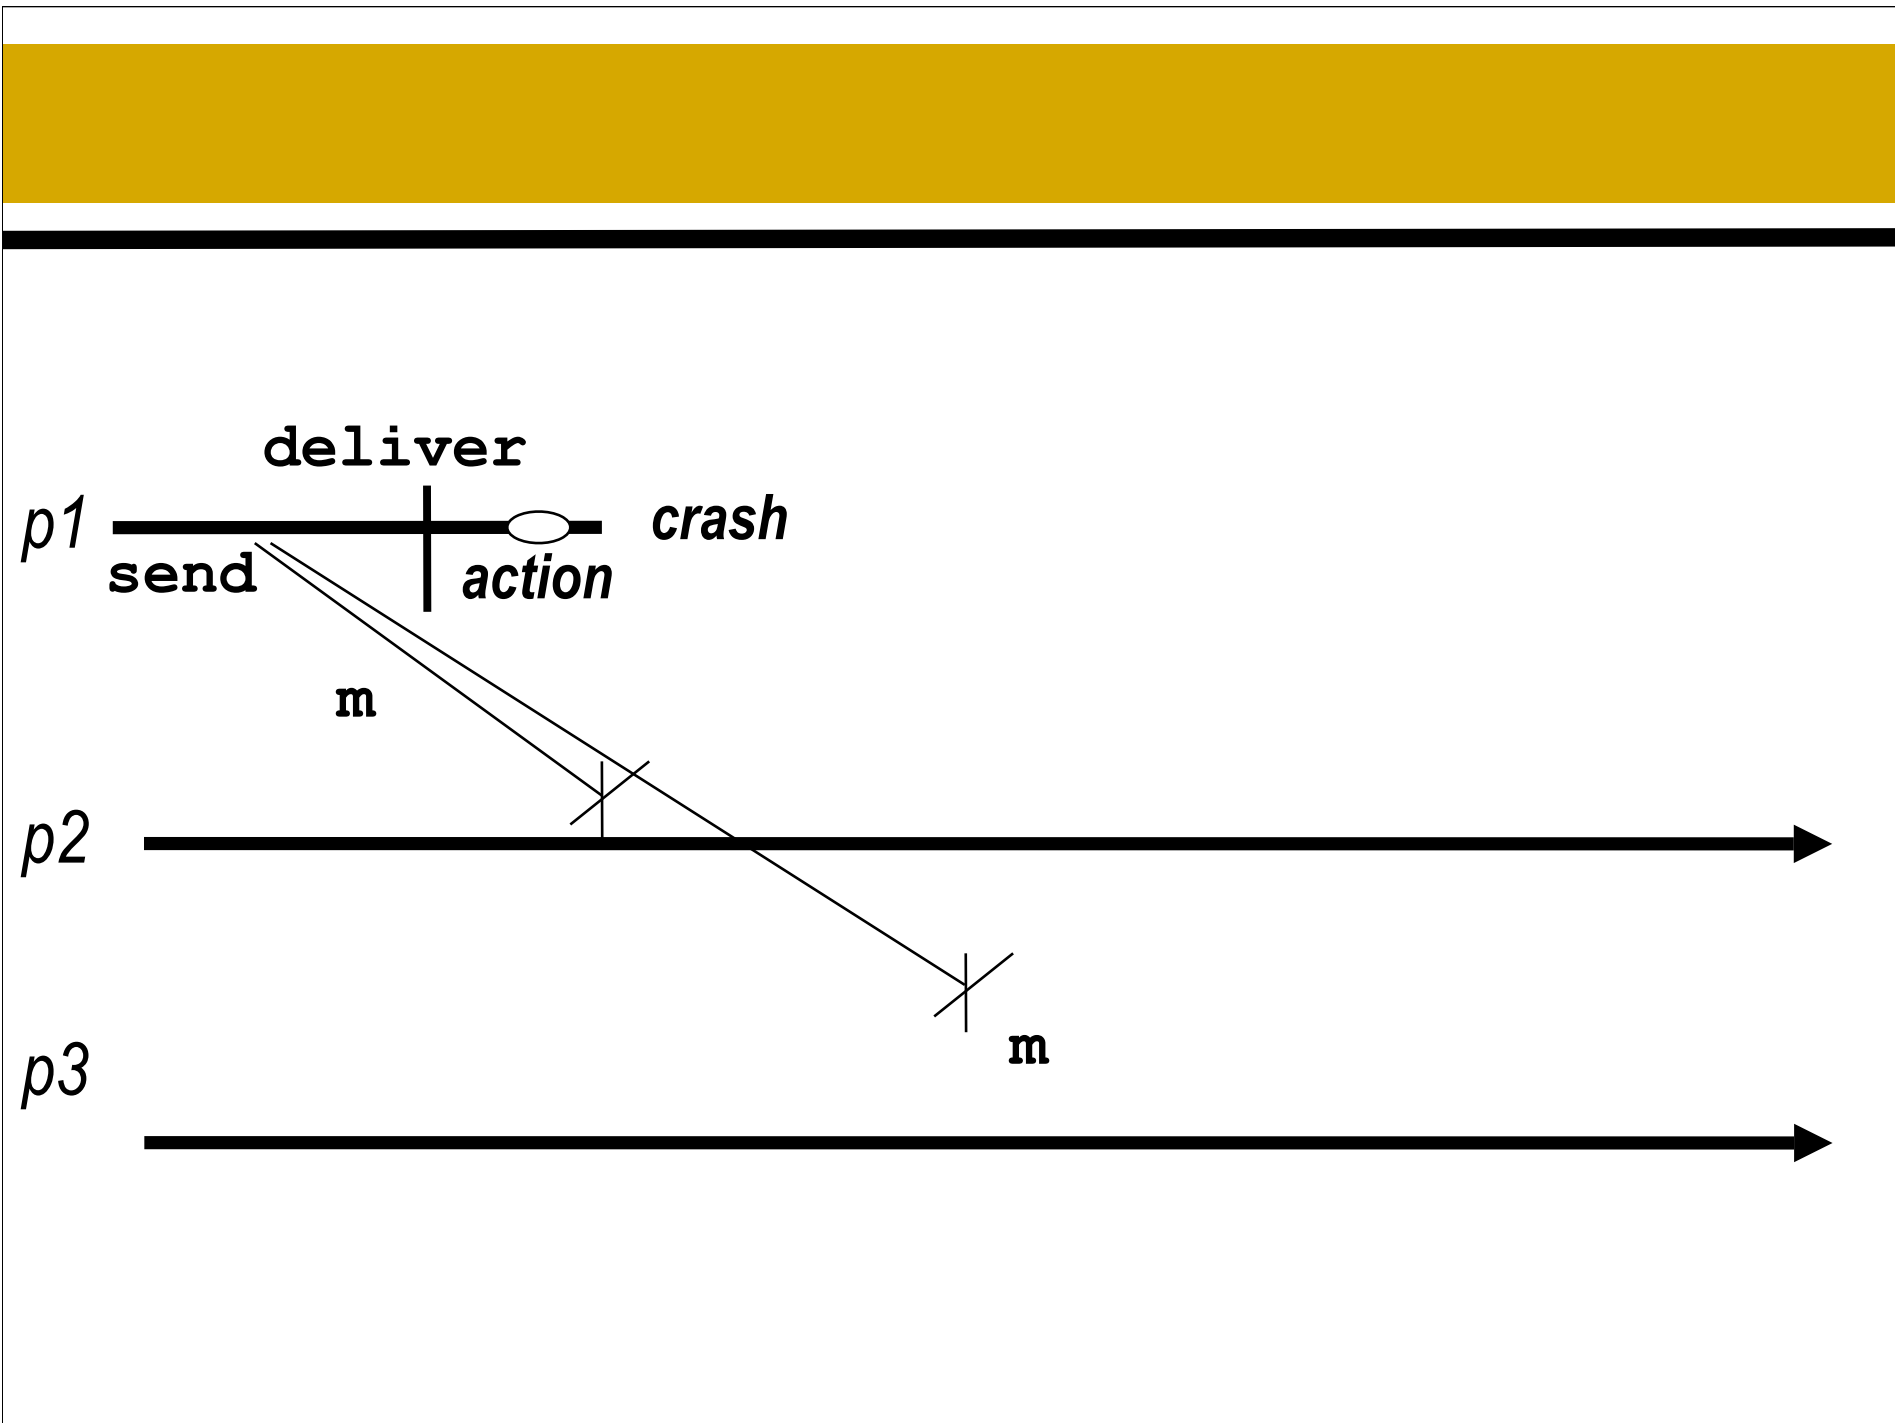 deliver
p1
crash
send
action
m
p2
m
p3